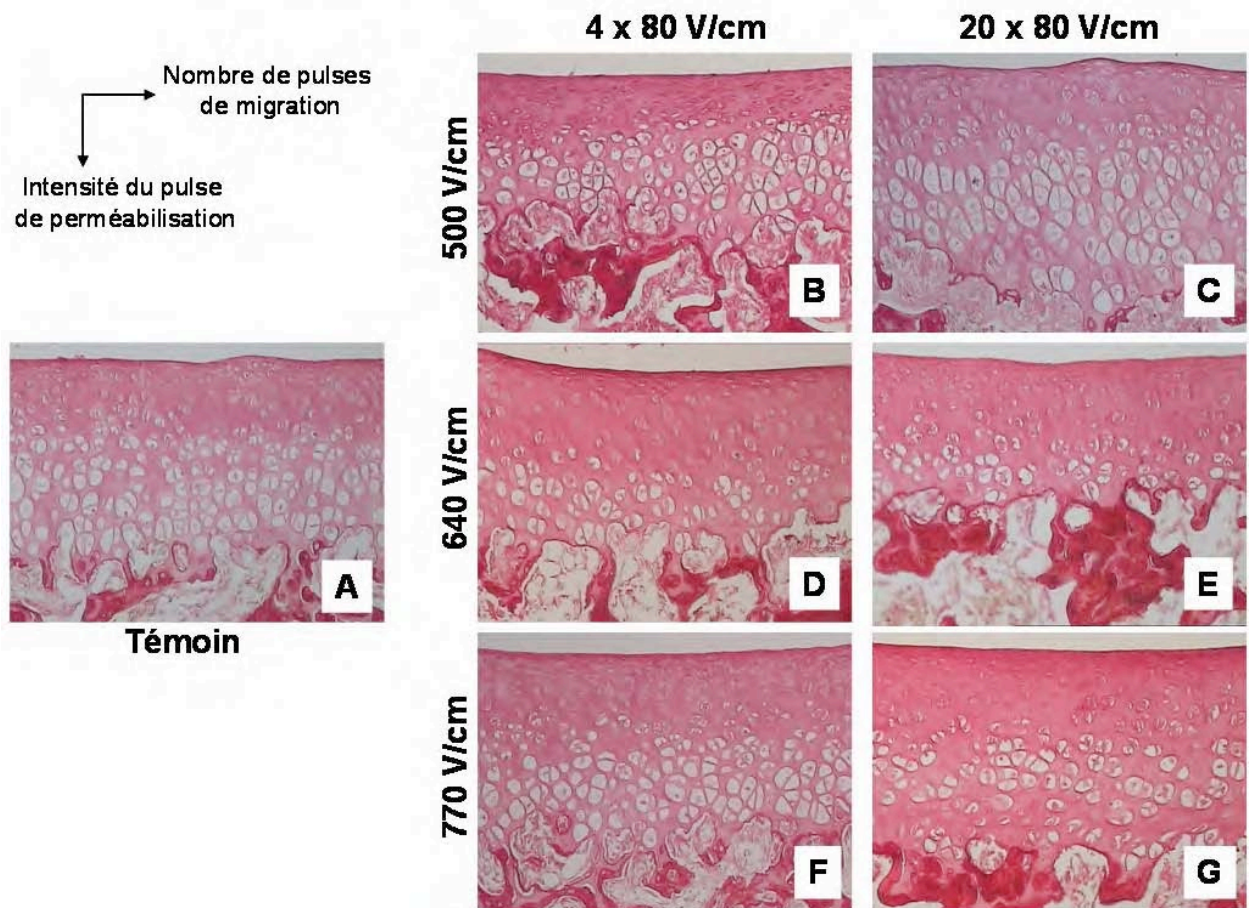 4 x 80 V/cm
20 x 80 V/cm
Nombre de pulses
de migration
Intensité du pulse
de perméabilisation
500 V/cm
B
C
A
Témoin
640 V/cm
D
E
770 V/cm
F
G